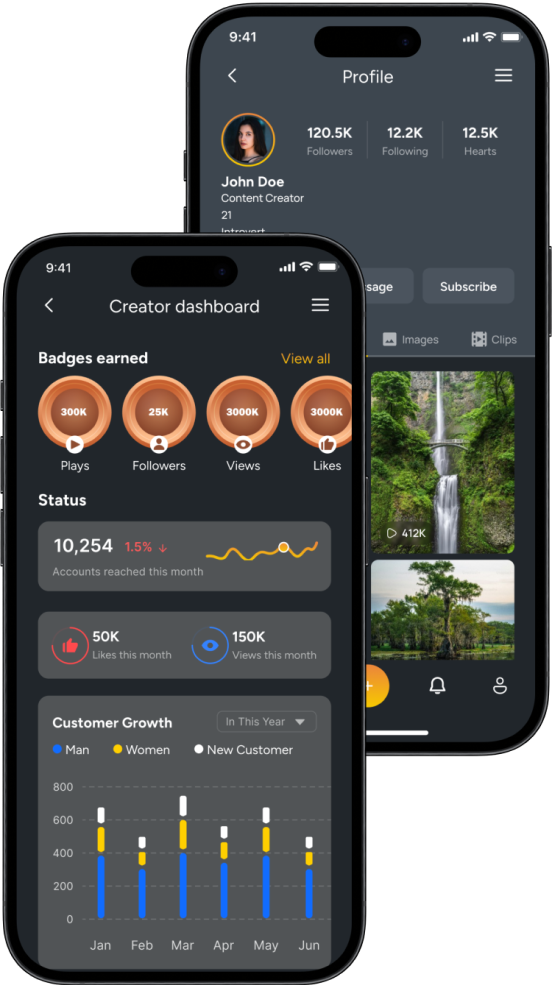 9:41
Profile
120.5K 12.2K 12.5K
Followers Following Hearts
John Doe
Content Creator
21
Introvert
Subscribe
Images Clips
412K
9:41
Creator dashboard
Badges earned View all
300K 25K 3000K 3000K
Plays Followers Views Likes
Status
10,254 1.5%
Accounts reached this month
50K 150K
Likes this month Views this month
Customer Growth In This Year
Man Women New Customer
800
600
400
200
0
Jan Feb Mar Apr May Jun